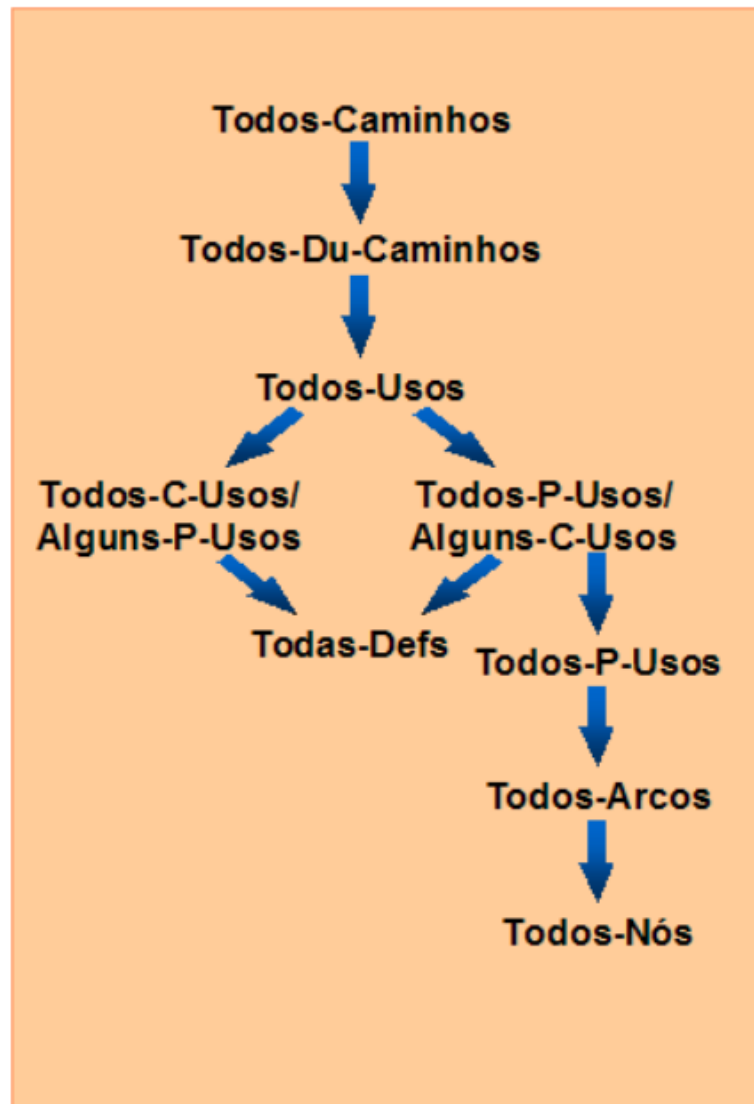 Todos-Caminhos
Todos-Du-Caminhos
Todos-Usos
Todos-C-Usos/
Alguns-P-Usos
Todos-P-Usos/
Alguns-C-Usos
Todas-Defs
Todos-P-Usos
Todos-Arcos
Todos-Nós